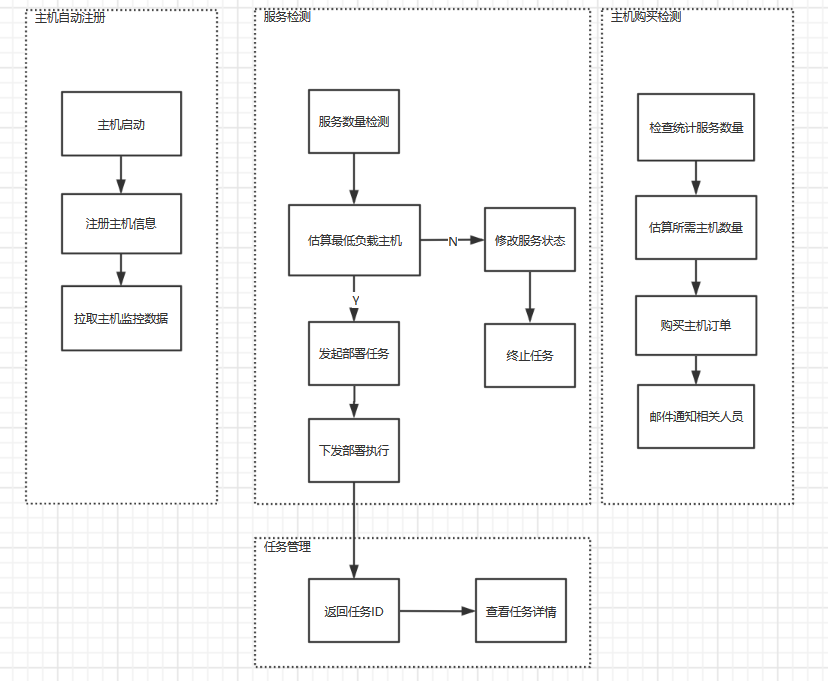 主机自动注册
主机启动
注册主机信息
拉取主机监控数据
服务检测
服务数量检测
估算最低负载主机
N
修改服务状态
Y
终止任务
发起部署任务
下发部署执行
主机购买检测
检查统计服务数量
估算所需主机数量
购买主机订单
邮件通知相关人员
任务管理
返回任务ID
查看任务详情